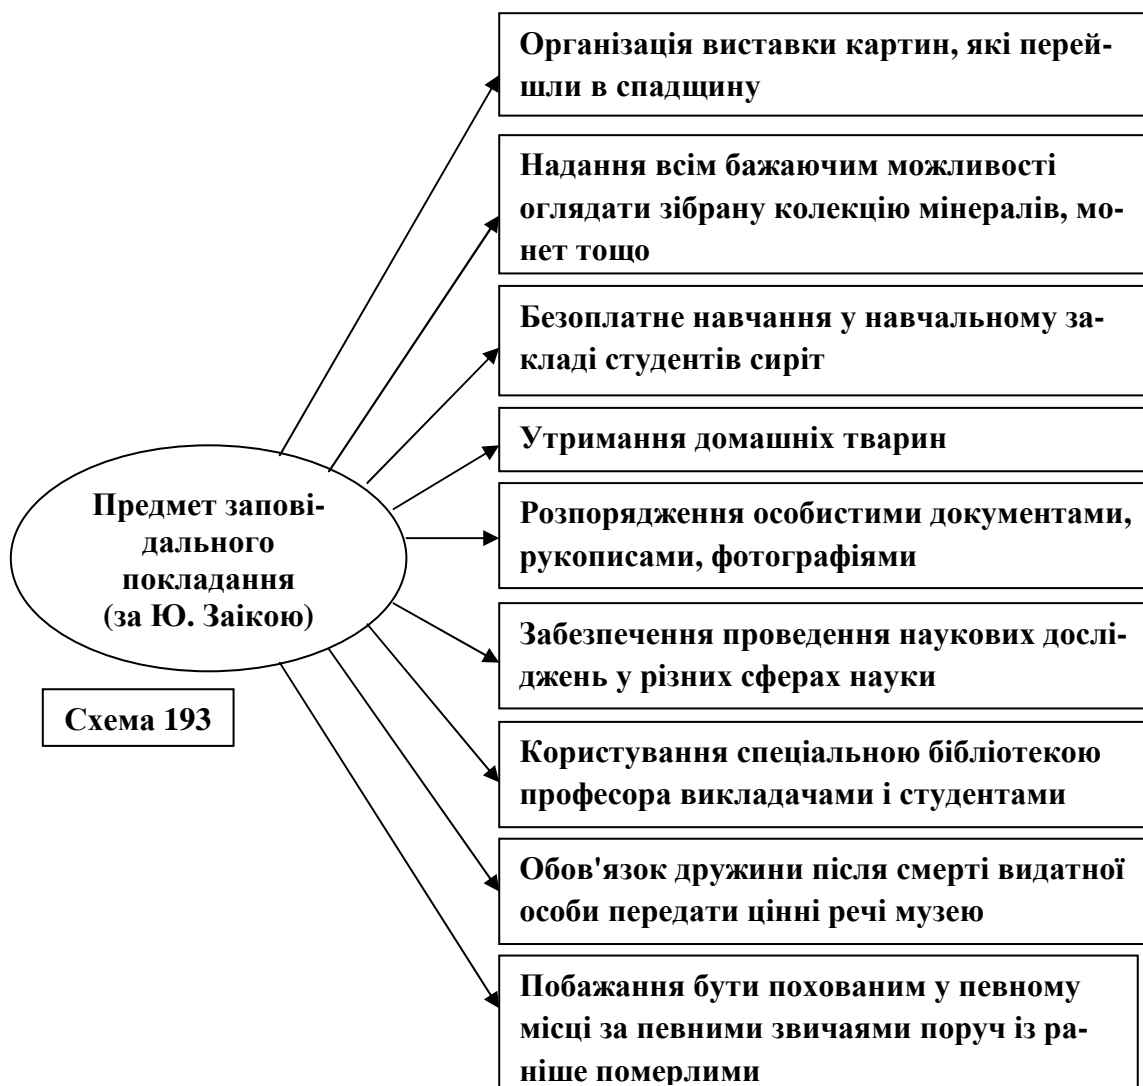 Організація виставки картин, які перей-
шли в спадщину
Надання всім бажаючим можливості
оглядати зібрану колекцію мінералів, мо-
нет тощо
Безоплатне навчання у навчальному за-
кладі студентів сиріт
Утримання домашніх тварин
Предмет запові-
дального
покладання
(за Ю. Заікою)
Розпорядження особистими документами,
рукописами, фотографіями
Забезпечення проведення наукових дослі-
джень у різних сферах науки
Схема 193
Користування спеціальною бібліотекою
професора викладачами і студентами
Обов'язок дружини після смерті видатної
особи передати цінні речі музею
Побажання бути похованим у певному
місці за певними звичаями поруч із ра-
ніше померлими